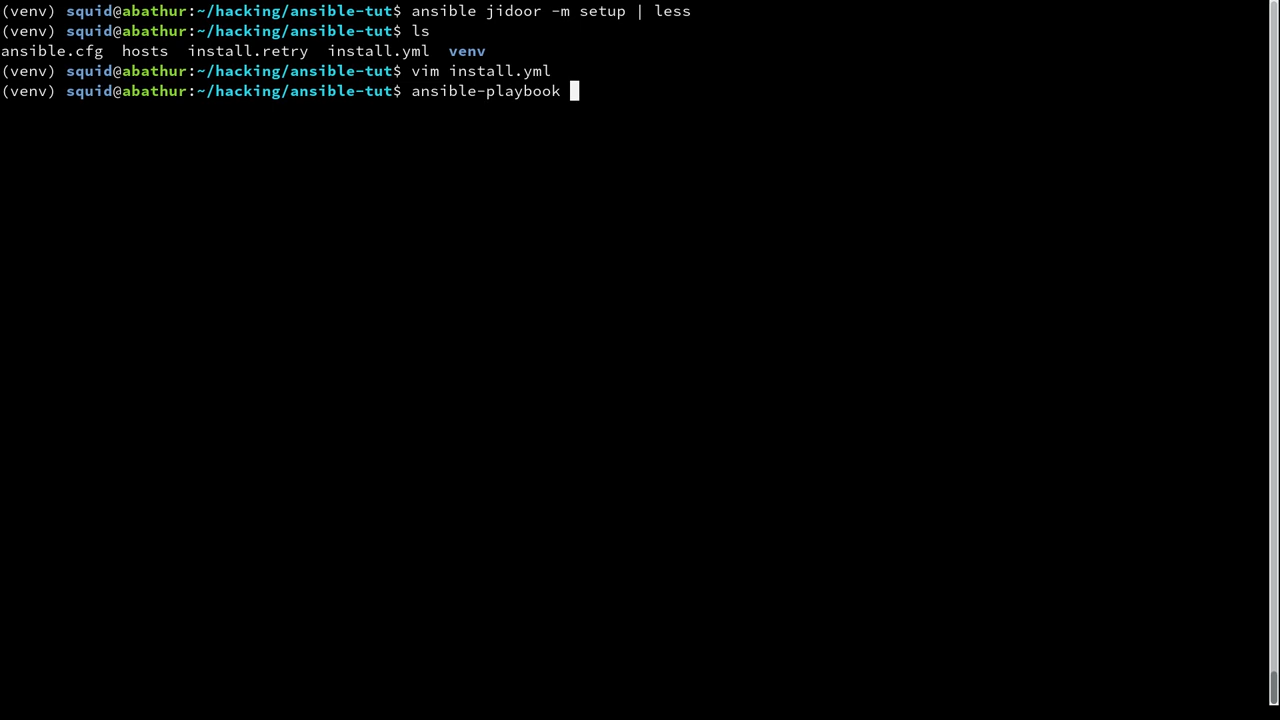 (venv) squid@abathur:~/hacking/ansible-tut$ ansible jidoor -m setup | less
(venv) squid@abathur:~/hacking/ansible-tut$ ls
ansible.cfg  hosts  install.retry  install.yml  venv
(venv) squid@abathur:~/hacking/ansible-tut$ vim install.yml
(venv) squid@abathur:~/hacking/ansible-tut$ ansible-playbook